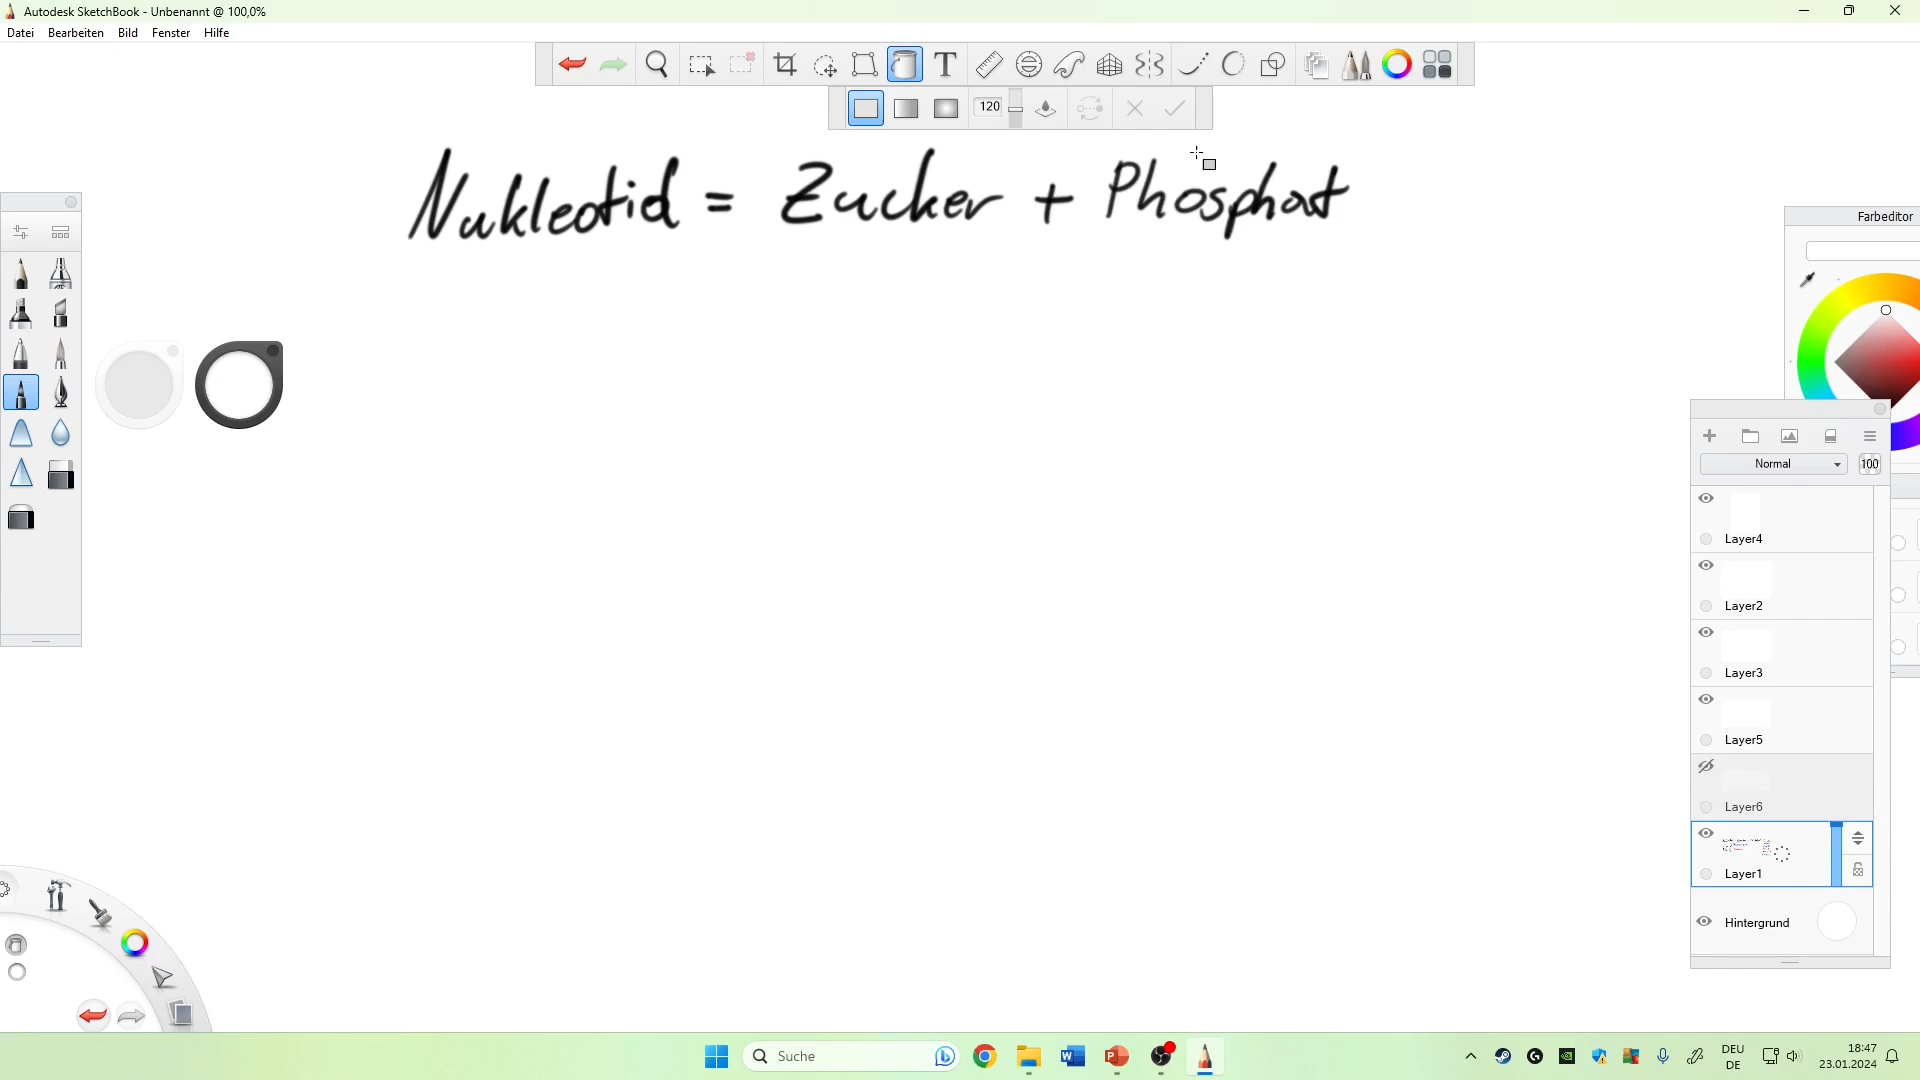 Autodesk SketchBook - Unbenannt @ 100,0%
Datei Bearbeiten Bild Fenster Hilfe
120
Nukleotid = Zucker + Phosphat
Farbeditor
Normal 100
Layer4
Layer2
Layer3
Layer5
Layer6
Layer1
Hintergrund
Suche
DEU
DE
18:47
23.01.2024